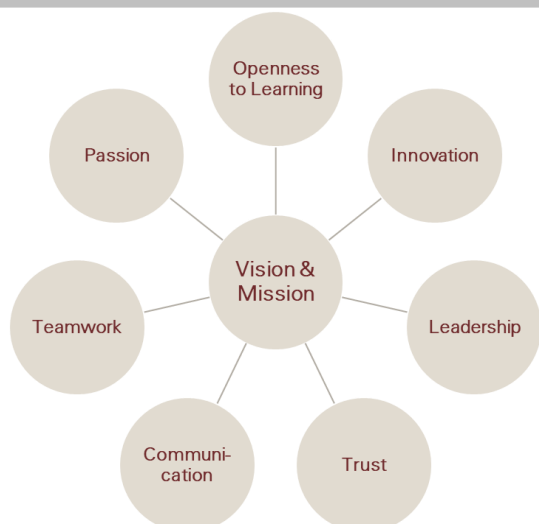 Openness
to Learning
Passion
Innovation
Vision &
Mission
Teamwork
Leadership
Communi-
cation
Trust